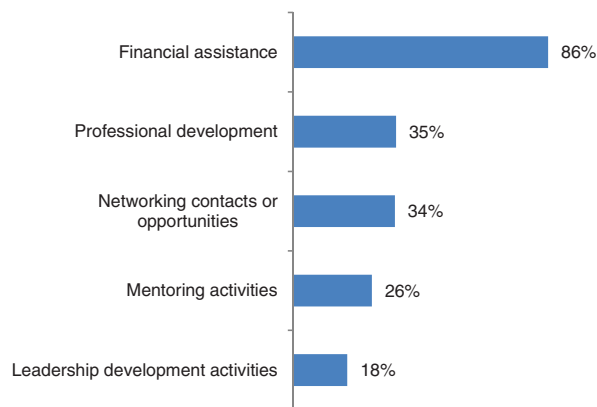 Financial assistance
86%
Professional development
35%
Networking contacts or
opportunities
34%
Mentoring activities
26%
Leadership development activities
18%